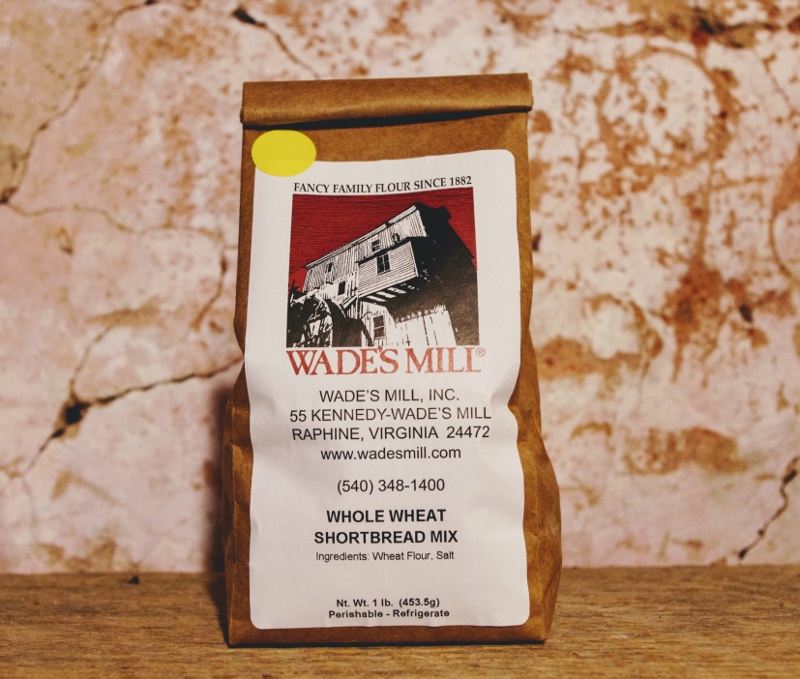 FANCY FAMILY FLOUR SINCE 1882
WADE'S MILL®
WADE'S MILL, INC.
55 KENNEDY-WADE'S MILL
RAPHINE, VIRGINIA 24472
www.wadesmill.com
(540) 348-1400
WHOLE WHEAT
SHORTBREAD MIX
Ingredients: Wheat Flour, Salt
Nt. Wt. 1 lb. (453.5g)
Perishable - Refrigerate